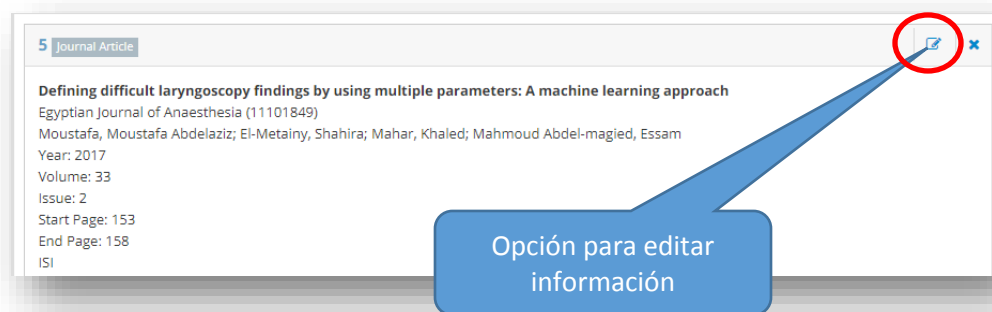 5 Journal Article
Defining difficult laryngoscopy findings by using multiple parameters: A machine learning approach
Egyptian Journal of Anaesthesia (11101849)
Moustafa, Moustafa Abdelaziz; El-Metainy, Shahira; Mahar, Khaled; Mahmoud Abdel-magied, Essam
Year: 2017
Volume: 33
Issue: 2
Start Page: 153
End Page: 158
ISI
Opción para editar
información